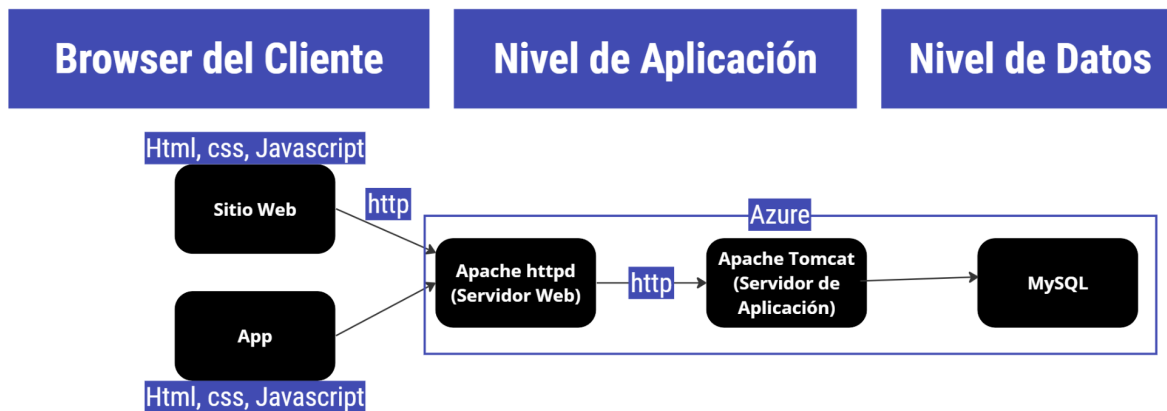 Browser del Cliente
Nivel de Aplicación
Nivel de Datos
Html, css, Javascript
Sitio Web
http
Azure
Apache httpd
(Servidor Web)
http
Apache Tomcat
(Servidor de
Aplicación)
MySQL
App
Html, css, Javascript